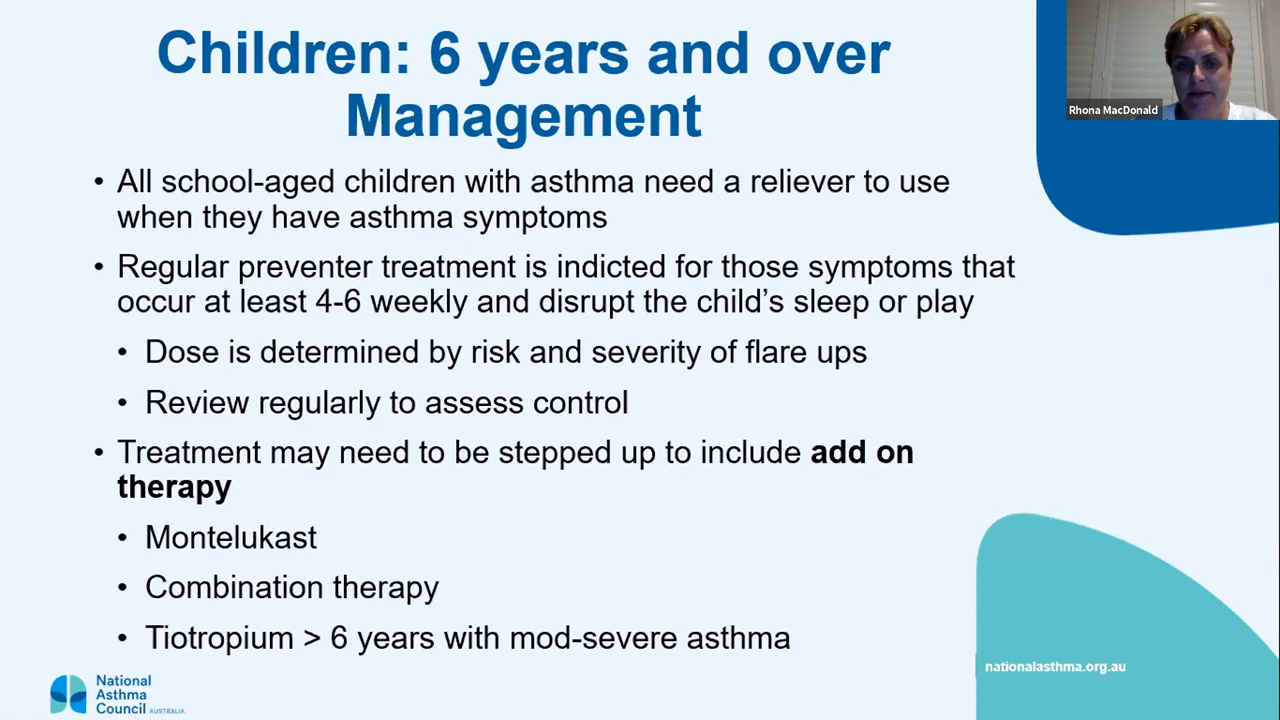 Children: 6 years and over
Management
Rhona MacDonald
• All school-aged children with asthma need a reliever to use
when they have asthma symptoms
• Regular preventer treatment is indicted for those symptoms that
occur at least 4-6 weekly and disrupt the child’s sleep or play
• Dose is determined by risk and severity of flare ups
• Review regularly to assess control
• Treatment may need to be stepped up to include add on
therapy
• Montelukast
• Combination therapy
• Tiotropium > 6 years with mod-severe asthma
National
Asthma
Council AUSTRALIA
nationalasthma.org.au